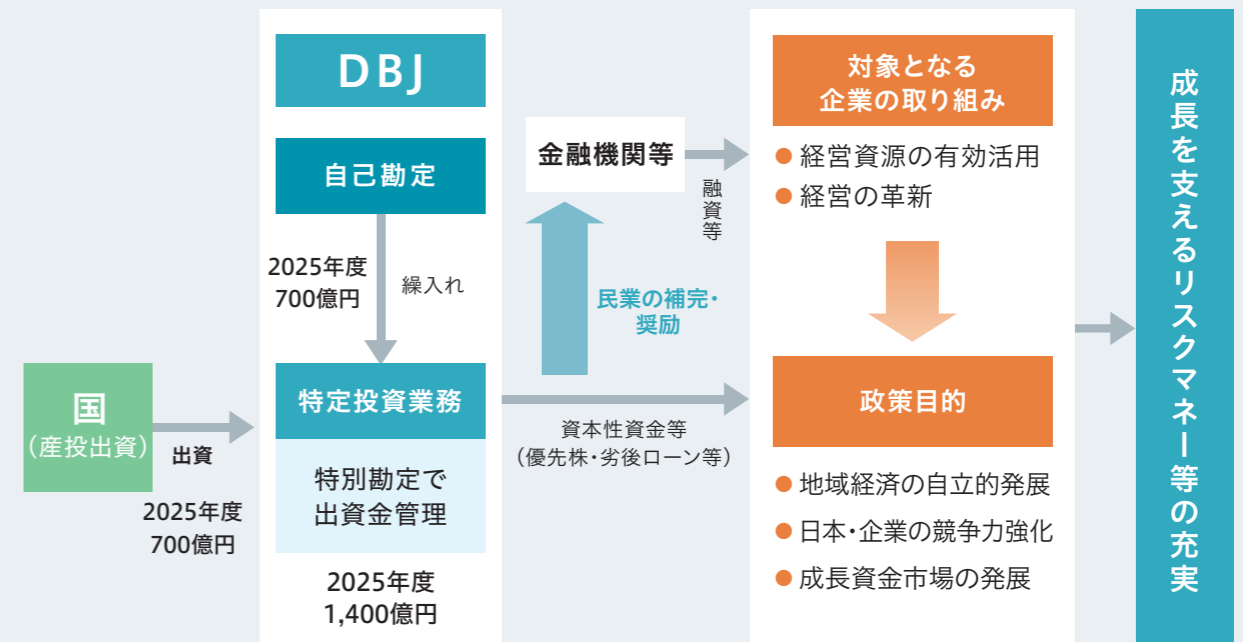 国
（産投出資）
出資
2025年度
700億円
DBJ
自己勘定
2025年度
700億円
繰入れ
特定投資業務
特別勘定で
出資金管理
2025年度
1,400億円
金融機関等
融資等
民業の補完・
奨励
資本性資金等
（優先株・劣後ローン等）
対象となる
企業の取り組み
● 経営資源の有効活用
● 経営の革新
政策目的
● 地域経済の自立的発展
● 日本・企業の競争力強化
● 成長資金市場の発展
成長を支えるリスクマネー等の充実